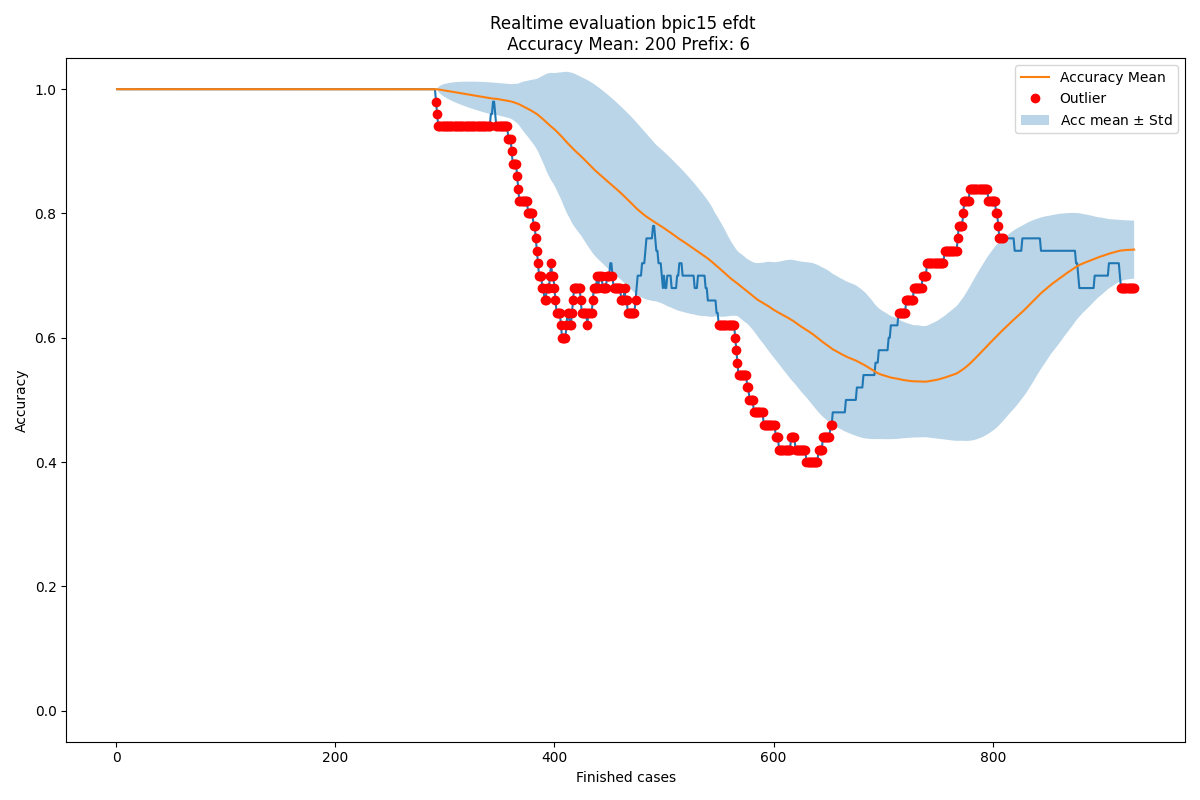 Realtime evaluation bpic15 efdt
Accuracy Mean: 200 Prefix: 6
Accuracy Mean
Outlier
Acc mean ± Std
1.0
0.8
0.6
0.4
0.2
0.0
Accuracy
0 200 400 600 800
Finished cases